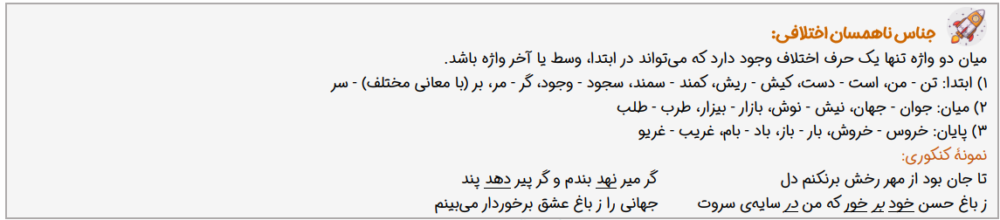 جناس ناهمسان اختلافی:
میان دو واژه تنها یک حرف اختلاف وجود دارد که می‌تواند در ابتدا، وسط یا آخر واژه باشد.
۱) ابتدا: تن - من، است - دست، کیش - ریش، کمند - سمند، سجود - وجود، گر - مر، بر (با معانی مختلف) - سر
۲) میان: جوان - جهان، نیش - نوش، بازار - بیزار، طرب - طلب
۳) پایان: خروس - خروش، بار - باز، باد - بام، غریب - غریو
نمونهٔ کنکوری:
تا جان بود از مهر رخش برنکنم دل گر میر نهد بندم و گر پیر دهد پند
ز باغ حسن خود بر خور که من در سایه‌ی سروت جهانی را ز باغ عشق برخوردار می‌بینم